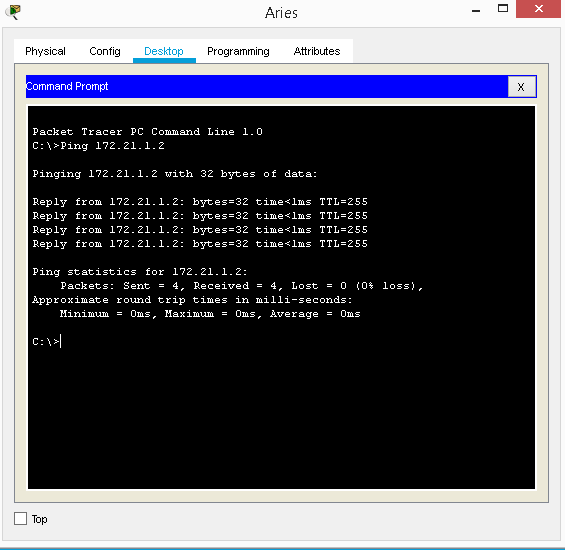 Aries
X
Physical
Config
Desktop
Programming
Attributes
Command Prompt
X
Packet Tracer PC Command Line 1.0
C:\>Ping 172.21.1.2
Pinging 172.21.1.2 with 32 bytes of data:
Reply from 172.21.1.2: bytes=32 time<1ms TTL=255
Reply from 172.21.1.2: bytes=32 time<1ms TTL=255
Reply from 172.21.1.2: bytes=32 time<1ms TTL=255
Reply from 172.21.1.2: bytes=32 time<1ms TTL=255
Ping statistics for 172.21.1.2:
Packets: Sent = 4, Received = 4, Lost = 0 (0% loss),
Approximate round trip times in milli-seconds:
Minimum = 0ms, Maximum = 0ms, Average = 0ms
C:\>
Top